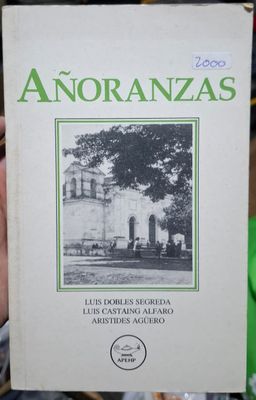 2000
AÑORANZAS
LUIS DOBLES SEGREDA
LUIS CASTAING ALFARO
ARISTIDES AGÜERO
APEHP